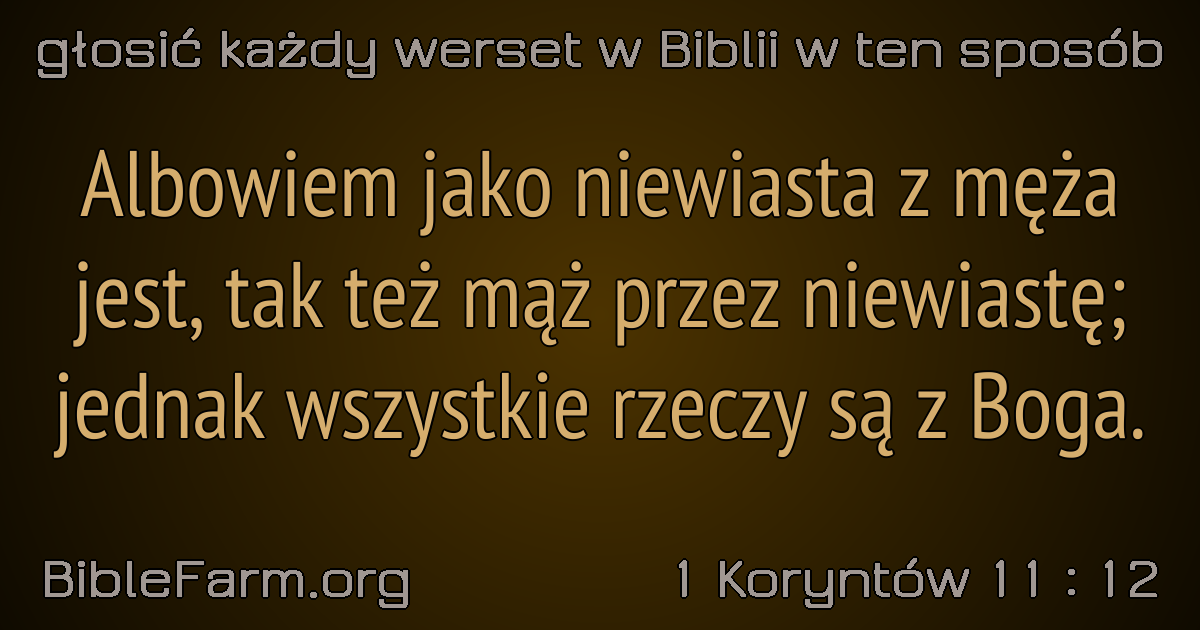 głosić każdy werset w Biblii w ten sposób
Albowiem jako niewiasta z męża
jest, tak też mąż przez niewiastę;
jednak wszystkie rzeczy są z Boga.
BibleFarm.org
1 Koryntów 11 : 12